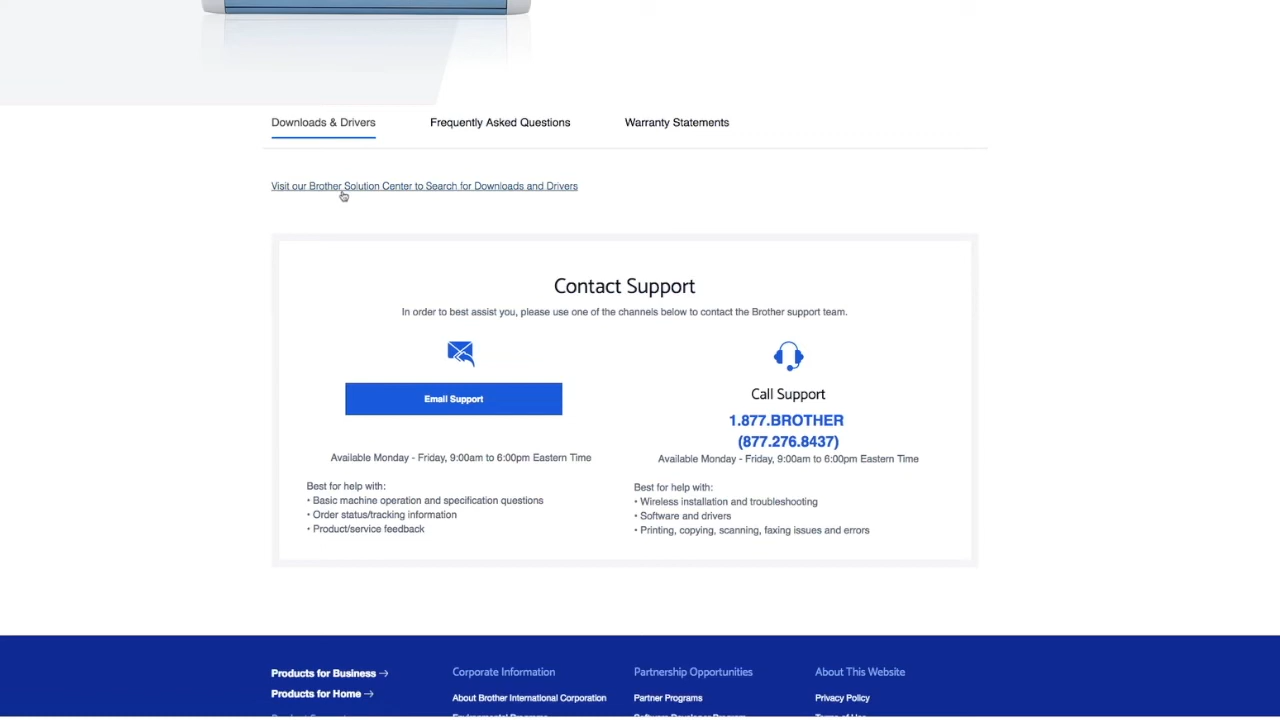 Downloads & Drivers
Frequently Asked Questions
Warranty Statements
Visit our Brother Solution Center to Search for Downloads and Drivers
Contact Support
In order to best assist you, please use one of the channels below to contact the Brother support team.
Email Support
Available Monday - Friday, 9:00am to 6:00pm Eastern Time
Best for help with:
• Basic machine operation and specification questions
• Order status/tracking information
• Product/service feedback
Call Support
1.877.BROTHER
(877.276.8437)
Available Monday - Friday, 9:00am to 6:00pm Eastern Time
Best for help with:
• Wireless installation and troubleshooting
• Software and drivers
• Printing, copying, scanning, faxing issues and errors
Products for Business →
Products for Home →
Corporate Information
About Brother International Corporation
Partnership Opportunities
Partner Programs
About This Website
Privacy Policy